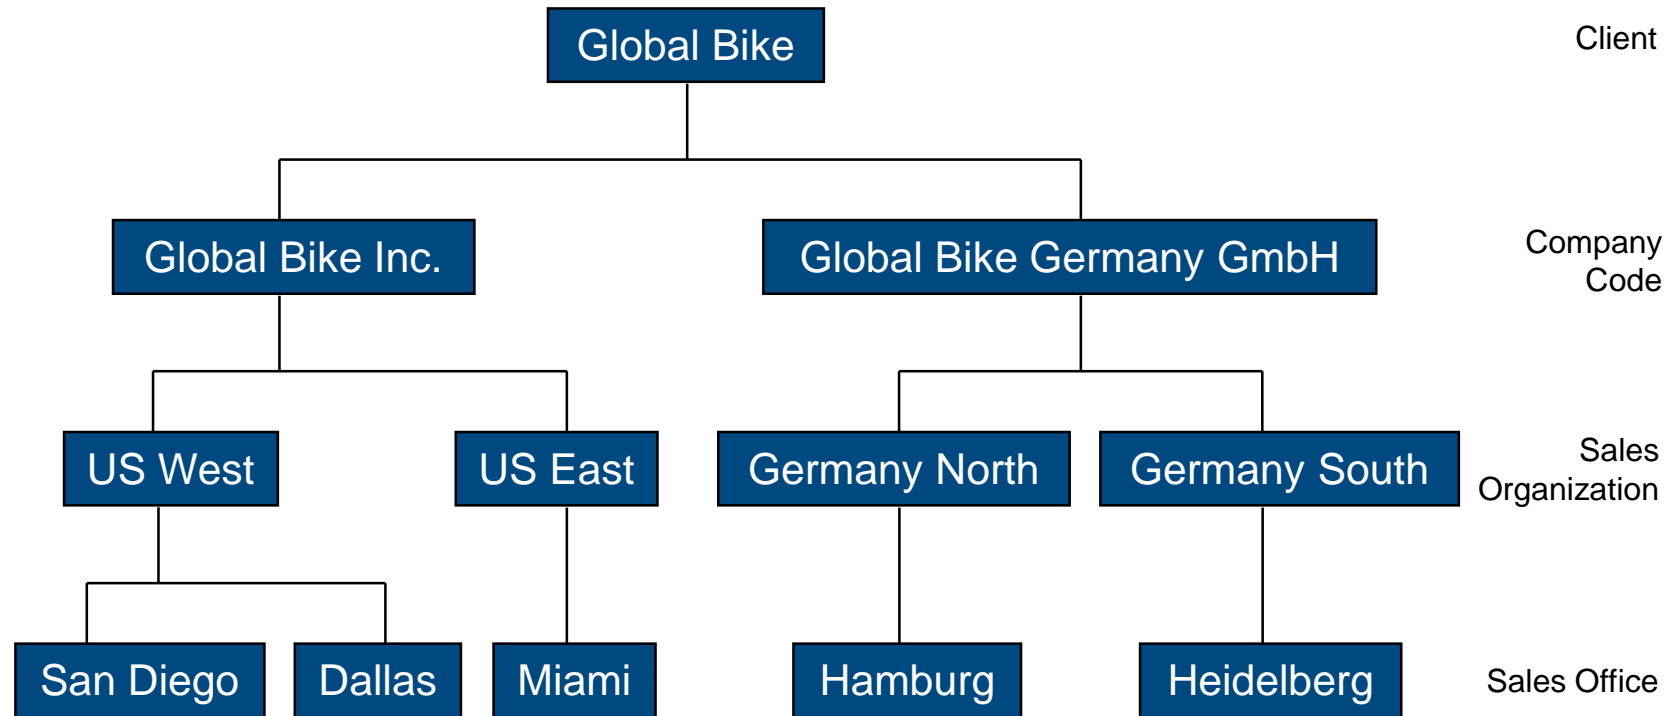 Global Bike
Client
Global Bike Inc.
Global Bike Germany GmbH
Company
Code
US West
US East
Germany North
Germany South
Sales
Organization
San Diego
Dallas
Miami
Hamburg
Heidelberg
Sales Office